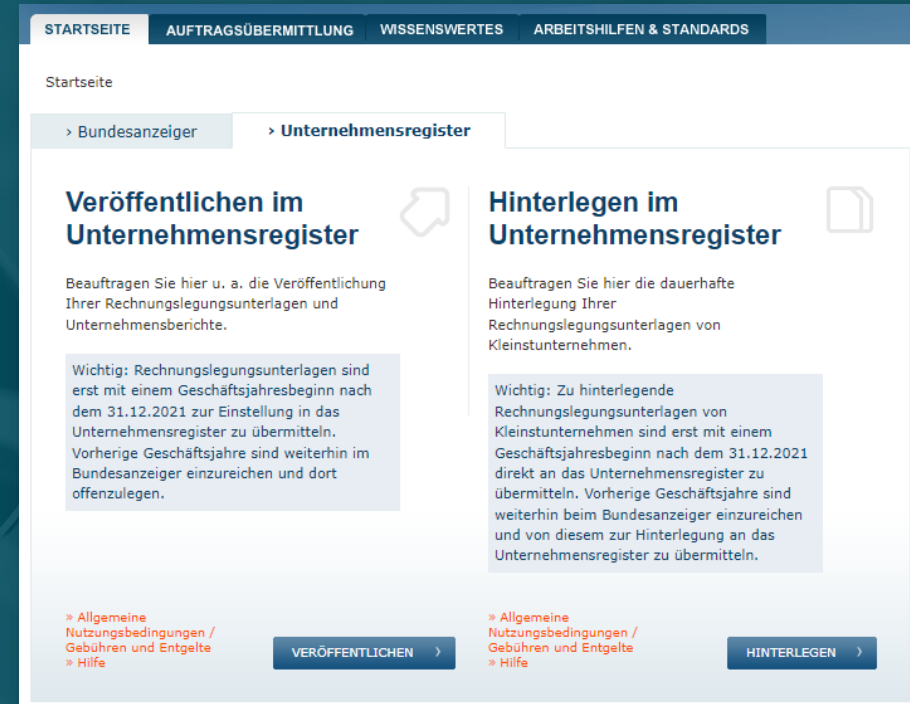 STARTSEITE AUFTRAGSÜBERMITTLUNG WISSENSWERTES ARBEITSHILFEN & STANDARDS
Startseite
› Bundesanzeiger › Unternehmensregister
Veröffentlichen im
Unternehmensregister
Beauftragen Sie hier u. a. die Veröffentlichung
Ihrer Rechnungslegungsunterlagen und
Unternehmensberichte.
Wichtig: Rechnungslegungsunterlagen sind
erst mit einem Geschäftsjahresbeginn nach
dem 31.12.2021 zur Einstellung in das
Unternehmensregister zu übermitteln.
Vorherige Geschäftsjahre sind weiterhin im
Bundesanzeiger einzureichen und dort
offenzulegen.
» Allgemeine
Nutzungsbedingungen /
Gebühren und Entgelte
» Hilfe
VERÖFFENTLICHEN ›
Hinterlegen im
Unternehmensregister
Beauftragen Sie hier die dauerhafte
Hinterlegung Ihrer
Rechnungslegungsunterlagen von
Kleinstunternehmen.
Wichtig: Zu hinterlegende
Rechnungslegungsunterlagen von
Kleinstunternehmen sind erst mit einem
Geschäftsjahresbeginn nach dem 31.12.2021
direkt an das Unternehmensregister zu
übermitteln. Vorherige Geschäftsjahre sind
weiterhin beim Bundesanzeiger einzureichen
und von diesem zur Hinterlegung an das
Unternehmensregister zu übermitteln.
» Allgemeine
Nutzungsbedingungen /
Gebühren und Entgelte
» Hilfe
HINTERLEGEN ›